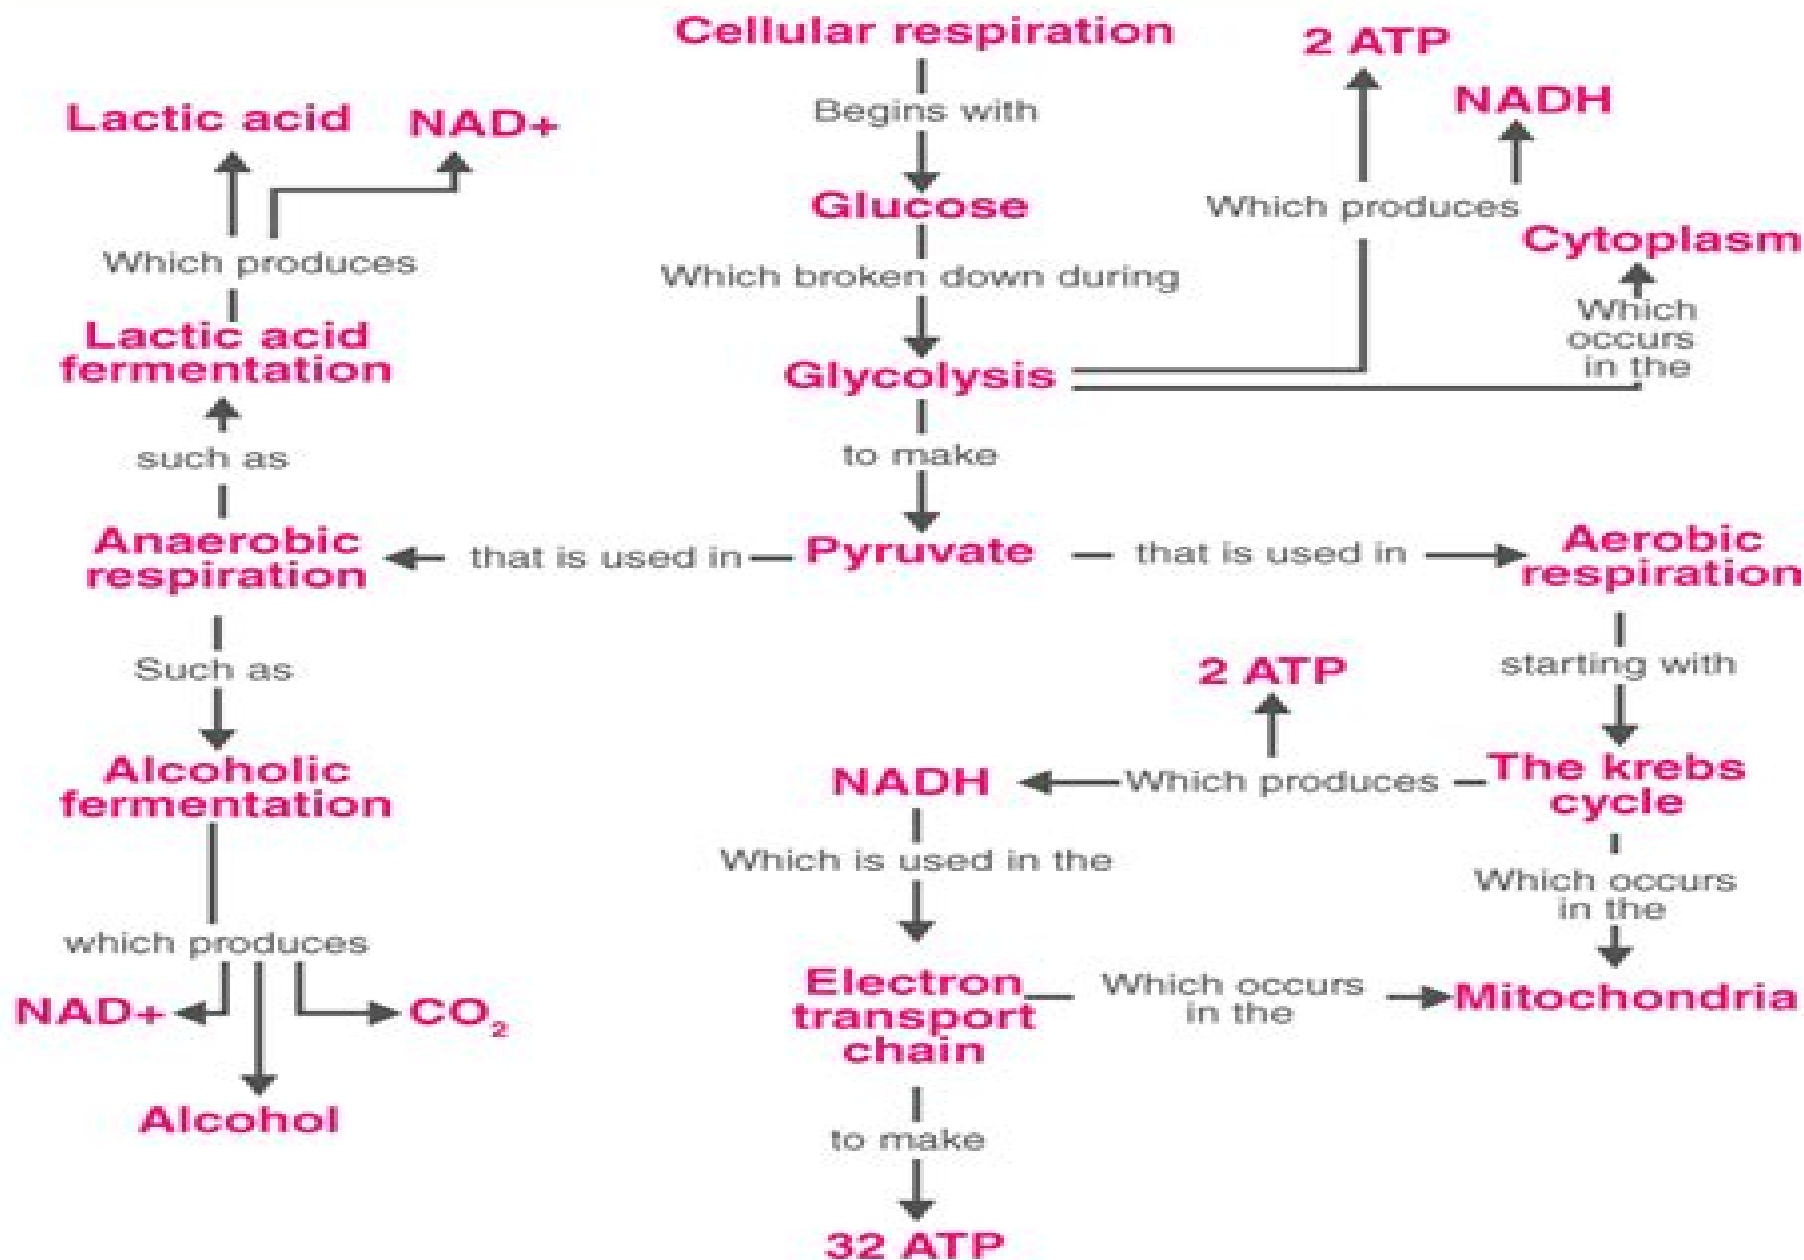 Cellular respiration
2 ATP
NADH
Lactic acid
NAD+
Begins with
Glucose
Which produces
Cytoplasm
Which produces
Which broken down during
Which
occurs
in the
Lactic acid
fermentation
Glycolysis
such as
to make
Anaerobic
respiration
that is used in
Pyruvate
that is used in
Aerobic
respiration
Such as
2 ATP
starting with
Alcoholic
fermentation
NADH
Which produces
The krebs
cycle
Which is used in the
Which occurs
in the
which produces
NAD+
CO₂
Alcohol
Electron
transport
chain
Which occurs
in the
Mitochondria
to make
32 ATP